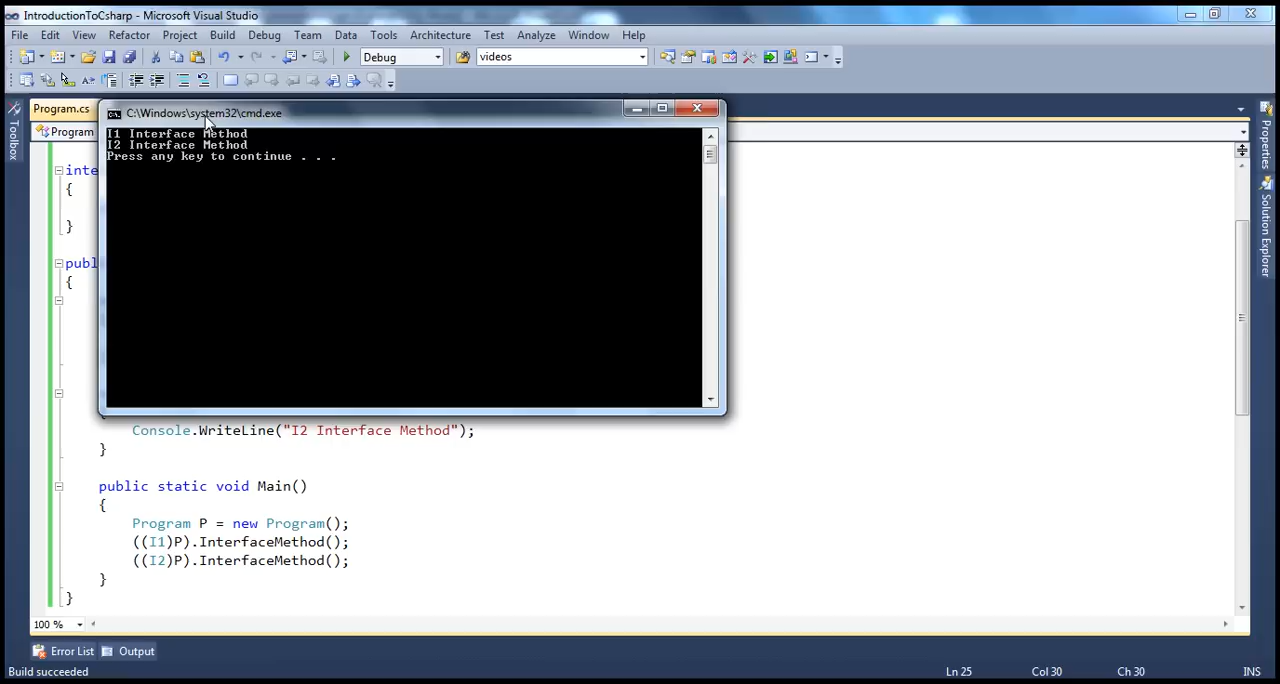 IntroductionToCsharp - Microsoft Visual Studio
File Edit View Refactor Project Build Debug Team Data Tools Architecture Test Analyze Window Help
Debug videos
Program.cs
C:\Windows\system32\cmd.exe
Program
I1 Interface Method
I2 Interface Method
Press any key to continue . . .
Toolbox
Properties
Solution Explorer
inte
{
}
publ
{
Console.WriteLine("I2 Interface Method");
}
public static void Main()
{
Program P = new Program();
((I1)P).InterfaceMethod();
((I2)P).InterfaceMethod();
}
}
100 %
Error List Output
Build succeeded Ln 25 Col 30 Ch 30 INS